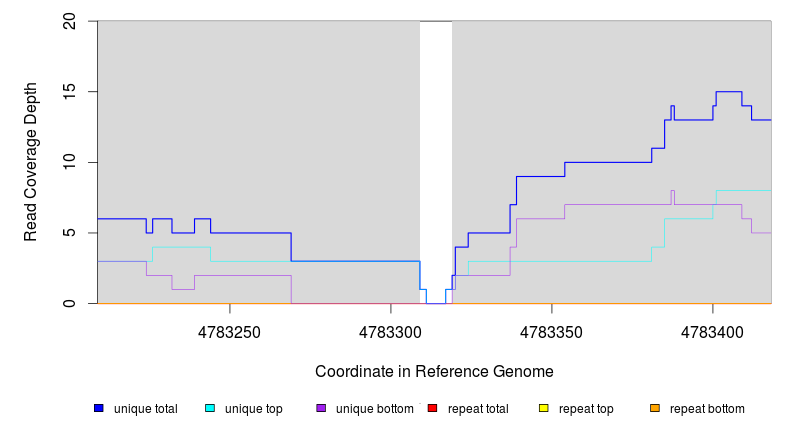 20
15
10
5
0
Read Coverage Depth
4783250 4783300 4783350 4783400
Coordinate in Reference Genome
unique total unique top unique bottom repeat total repeat top repeat bottom